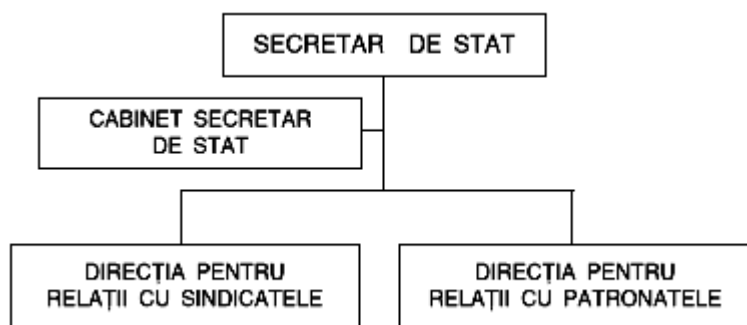 SECRETAR DE STAT
CABINET SECRETAR
DE STAT
DIRECȚIA PENTRU
RELAȚII CU SINDICATELE
DIRECȚIA PENTRU
RELAȚII CU PATRONATELE